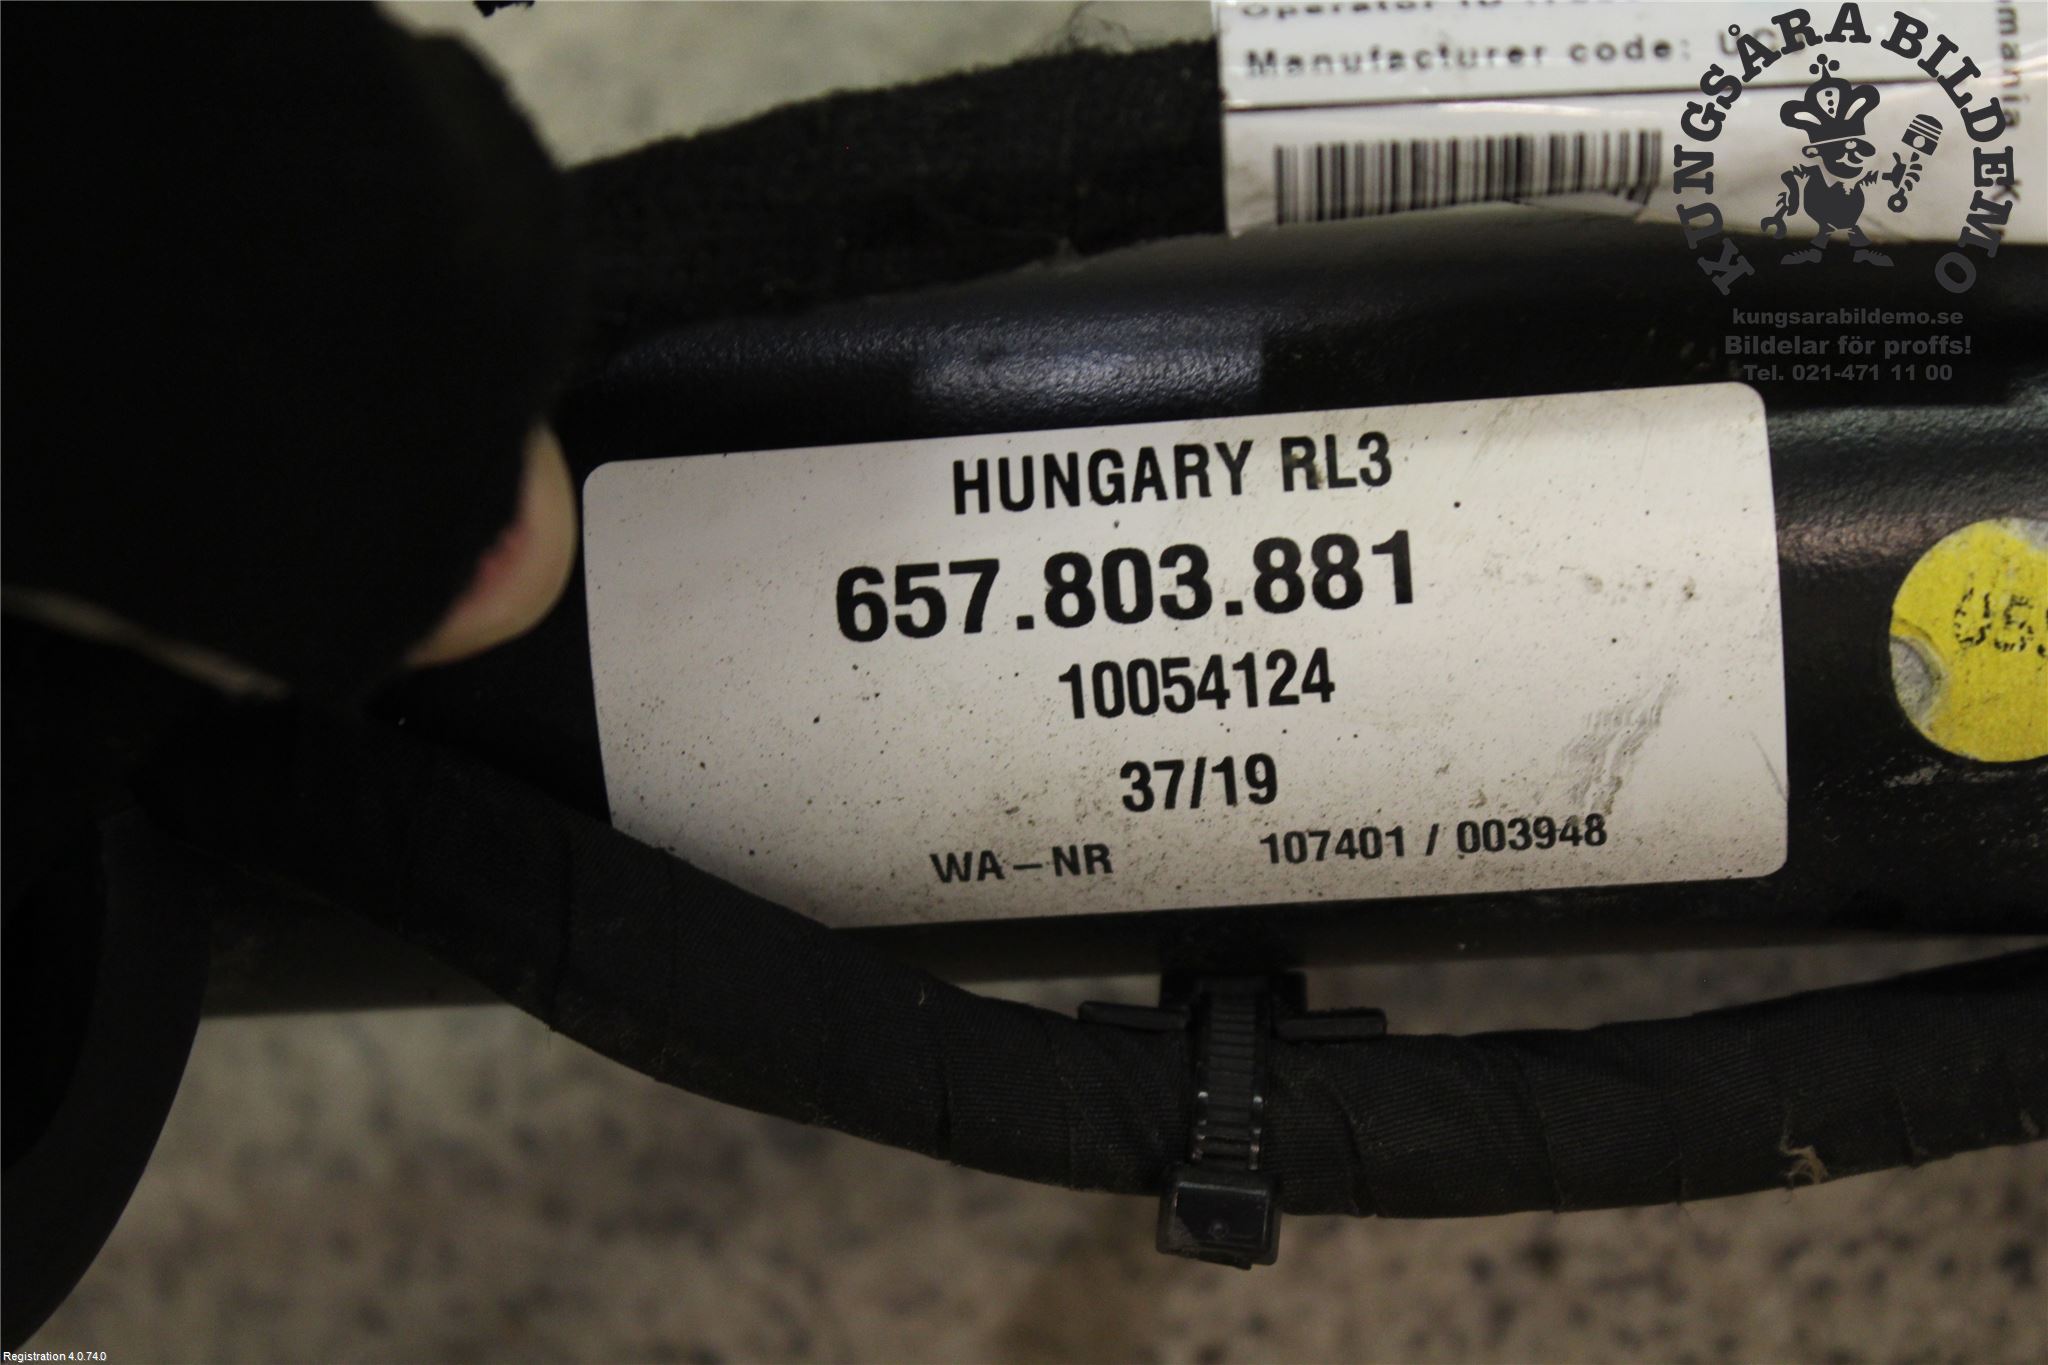 Manufacturer code:
KUNGSÅRA BILDEMO
kungsarabildemo.se
Bildelar för proffs!
Tel. 021-471 11 00
HUNGARY RL3
657.803.881
10054124
37/19
WA-NR 107401 / 003948
Registration 4.0.74.0